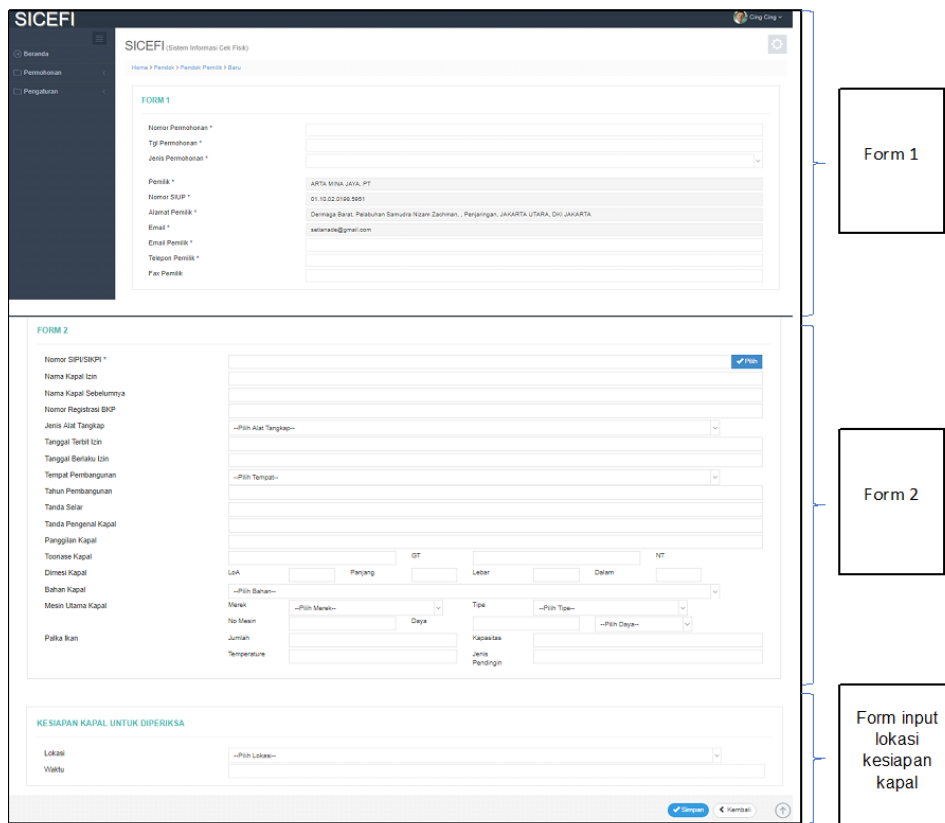 SICEFI
Cing Cing
Beranda
Permohonan
Pengaturan
SICEFI (Sistem Informasi Cek Fisik)
Home > Pendok > Pendok Pemilik > Baru
FORM 1
Nomor Permohonan *
Tgl Permohonan *
Jenis Permohonan *
Pemilik * ARTA MINA JAYA, PT
Nomor SIUP * 01.10.02.0166.5951
Alamat Pemilik * Dermaga Barat, Pelabuhan Samudra Nizam Zachman, , Penjaringan, JAKARTA UTARA, DKI JAKARTA
Email * setianade@gmail.com
Email Pemilik *
Telepon Pemilik *
Fax Pemilik
Form 1
FORM 2
Nomor SIPI/SIKPI * Pilih
Nama Kapal Izin
Nama Kapal Sebelumnya
Nomor Registrasi BKP
Jenis Alat Tangkap --Pilih Alat Tangkap--
Tanggal Terbit Izin
Tanggal Berlaku Izin
Tempat Pembangunan --Pilih Tempat--
Tahun Pembangunan
Tanda Selar
Tanda Pengenal Kapal
Panggilan Kapal
Toonase Kapal GT NT
Dimesi Kapal LoA Panjang Lebar Dalam
Bahan Kapal --Pilih Bahan--
Mesin Utama Kapal Merek --Pilih Merek-- Tipe --Pilih Tipe--
No Mesin Daya --Pilih Daya--
Palka Ikan Jumlah Kapasitas
Temperature Jenis Pendingin
Form 2
KESIAPAN KAPAL UNTUK DIPERIKSA
Lokasi --Pilih Lokasi--
Waktu
Simpan Kembali
Form input
lokasi
kesiapan
kapal